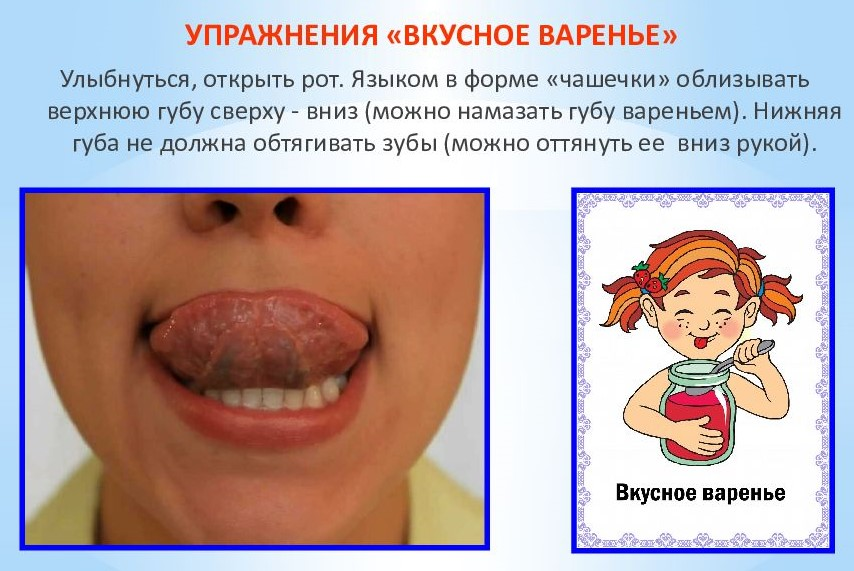 УПРАЖНЕНИЯ «ВКУСНОЕ ВАРЕНЬЕ»
Улыбнуться, открыть рот. Языком в форме «чашечки» облизывать
верхнюю губу сверху - вниз (можно намазать губу вареньем). Нижняя
губа не должна обтягивать зубы (можно оттянуть ее вниз рукой).
Вкусное варенье